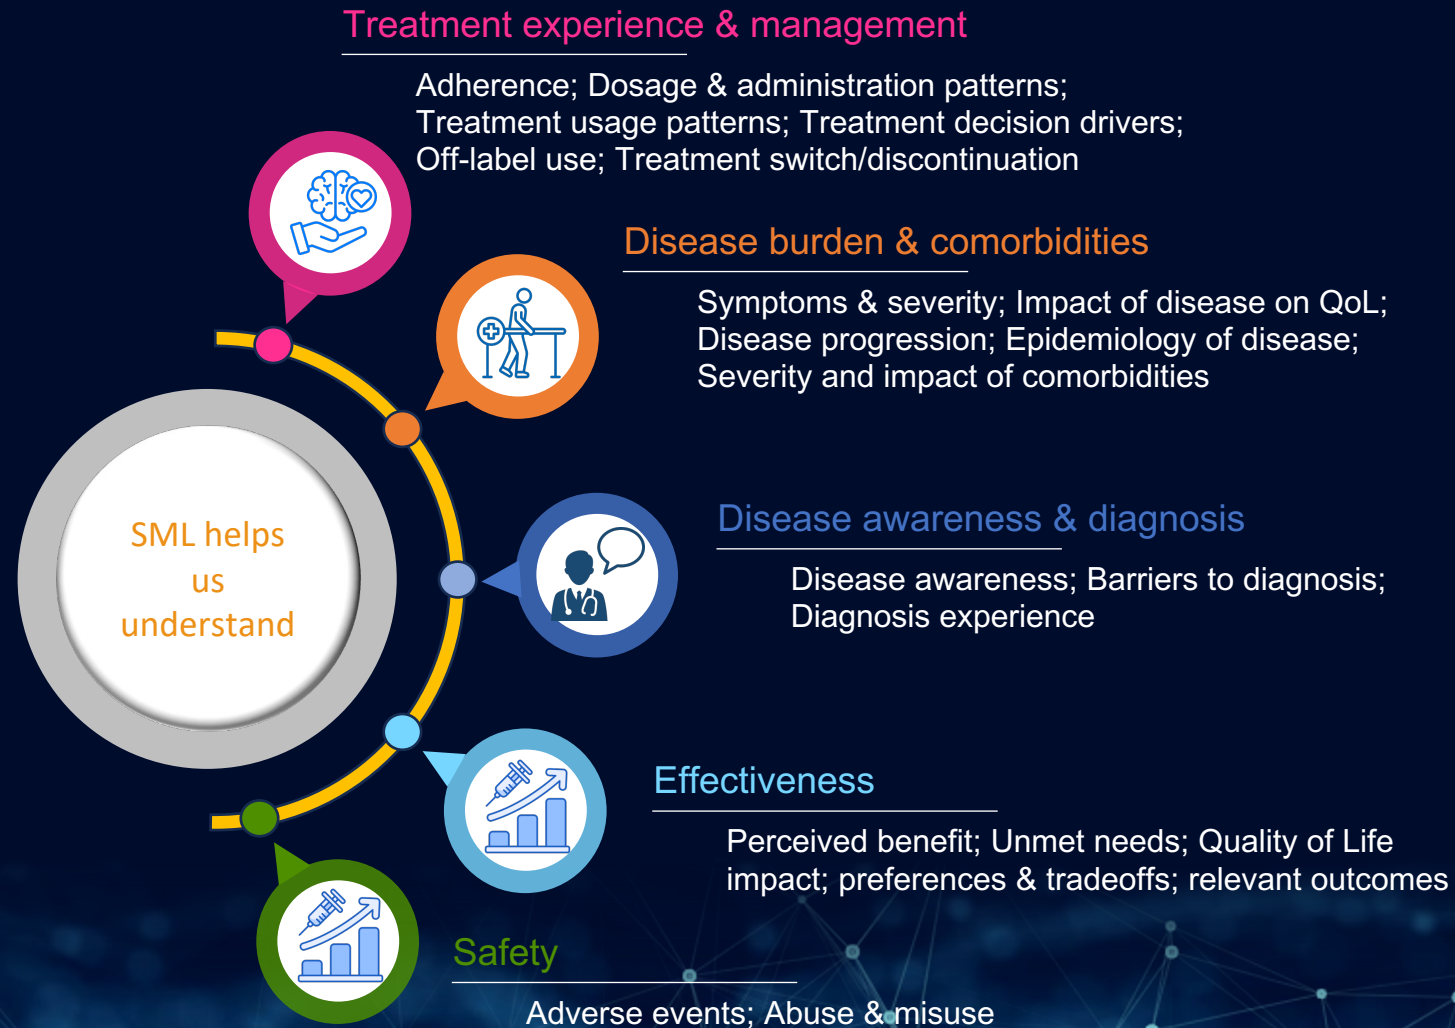 Treatment experience & management
Adherence; Dosage & administration patterns;
Treatment usage patterns; Treatment decision drivers;
Off-label use; Treatment switch/discontinuation
Disease burden & comorbidities
Symptoms & severity; Impact of disease on QoL;
Disease progression; Epidemiology of disease;
Severity and impact of comorbidities
SML helps
us
understand
Disease awareness & diagnosis
Disease awareness; Barriers to diagnosis;
Diagnosis experience
Effectiveness
Perceived benefit; Unmet needs; Quality of Life
impact; preferences & tradeoffs; relevant outcomes
Safety
Adverse events; Abuse & misuse